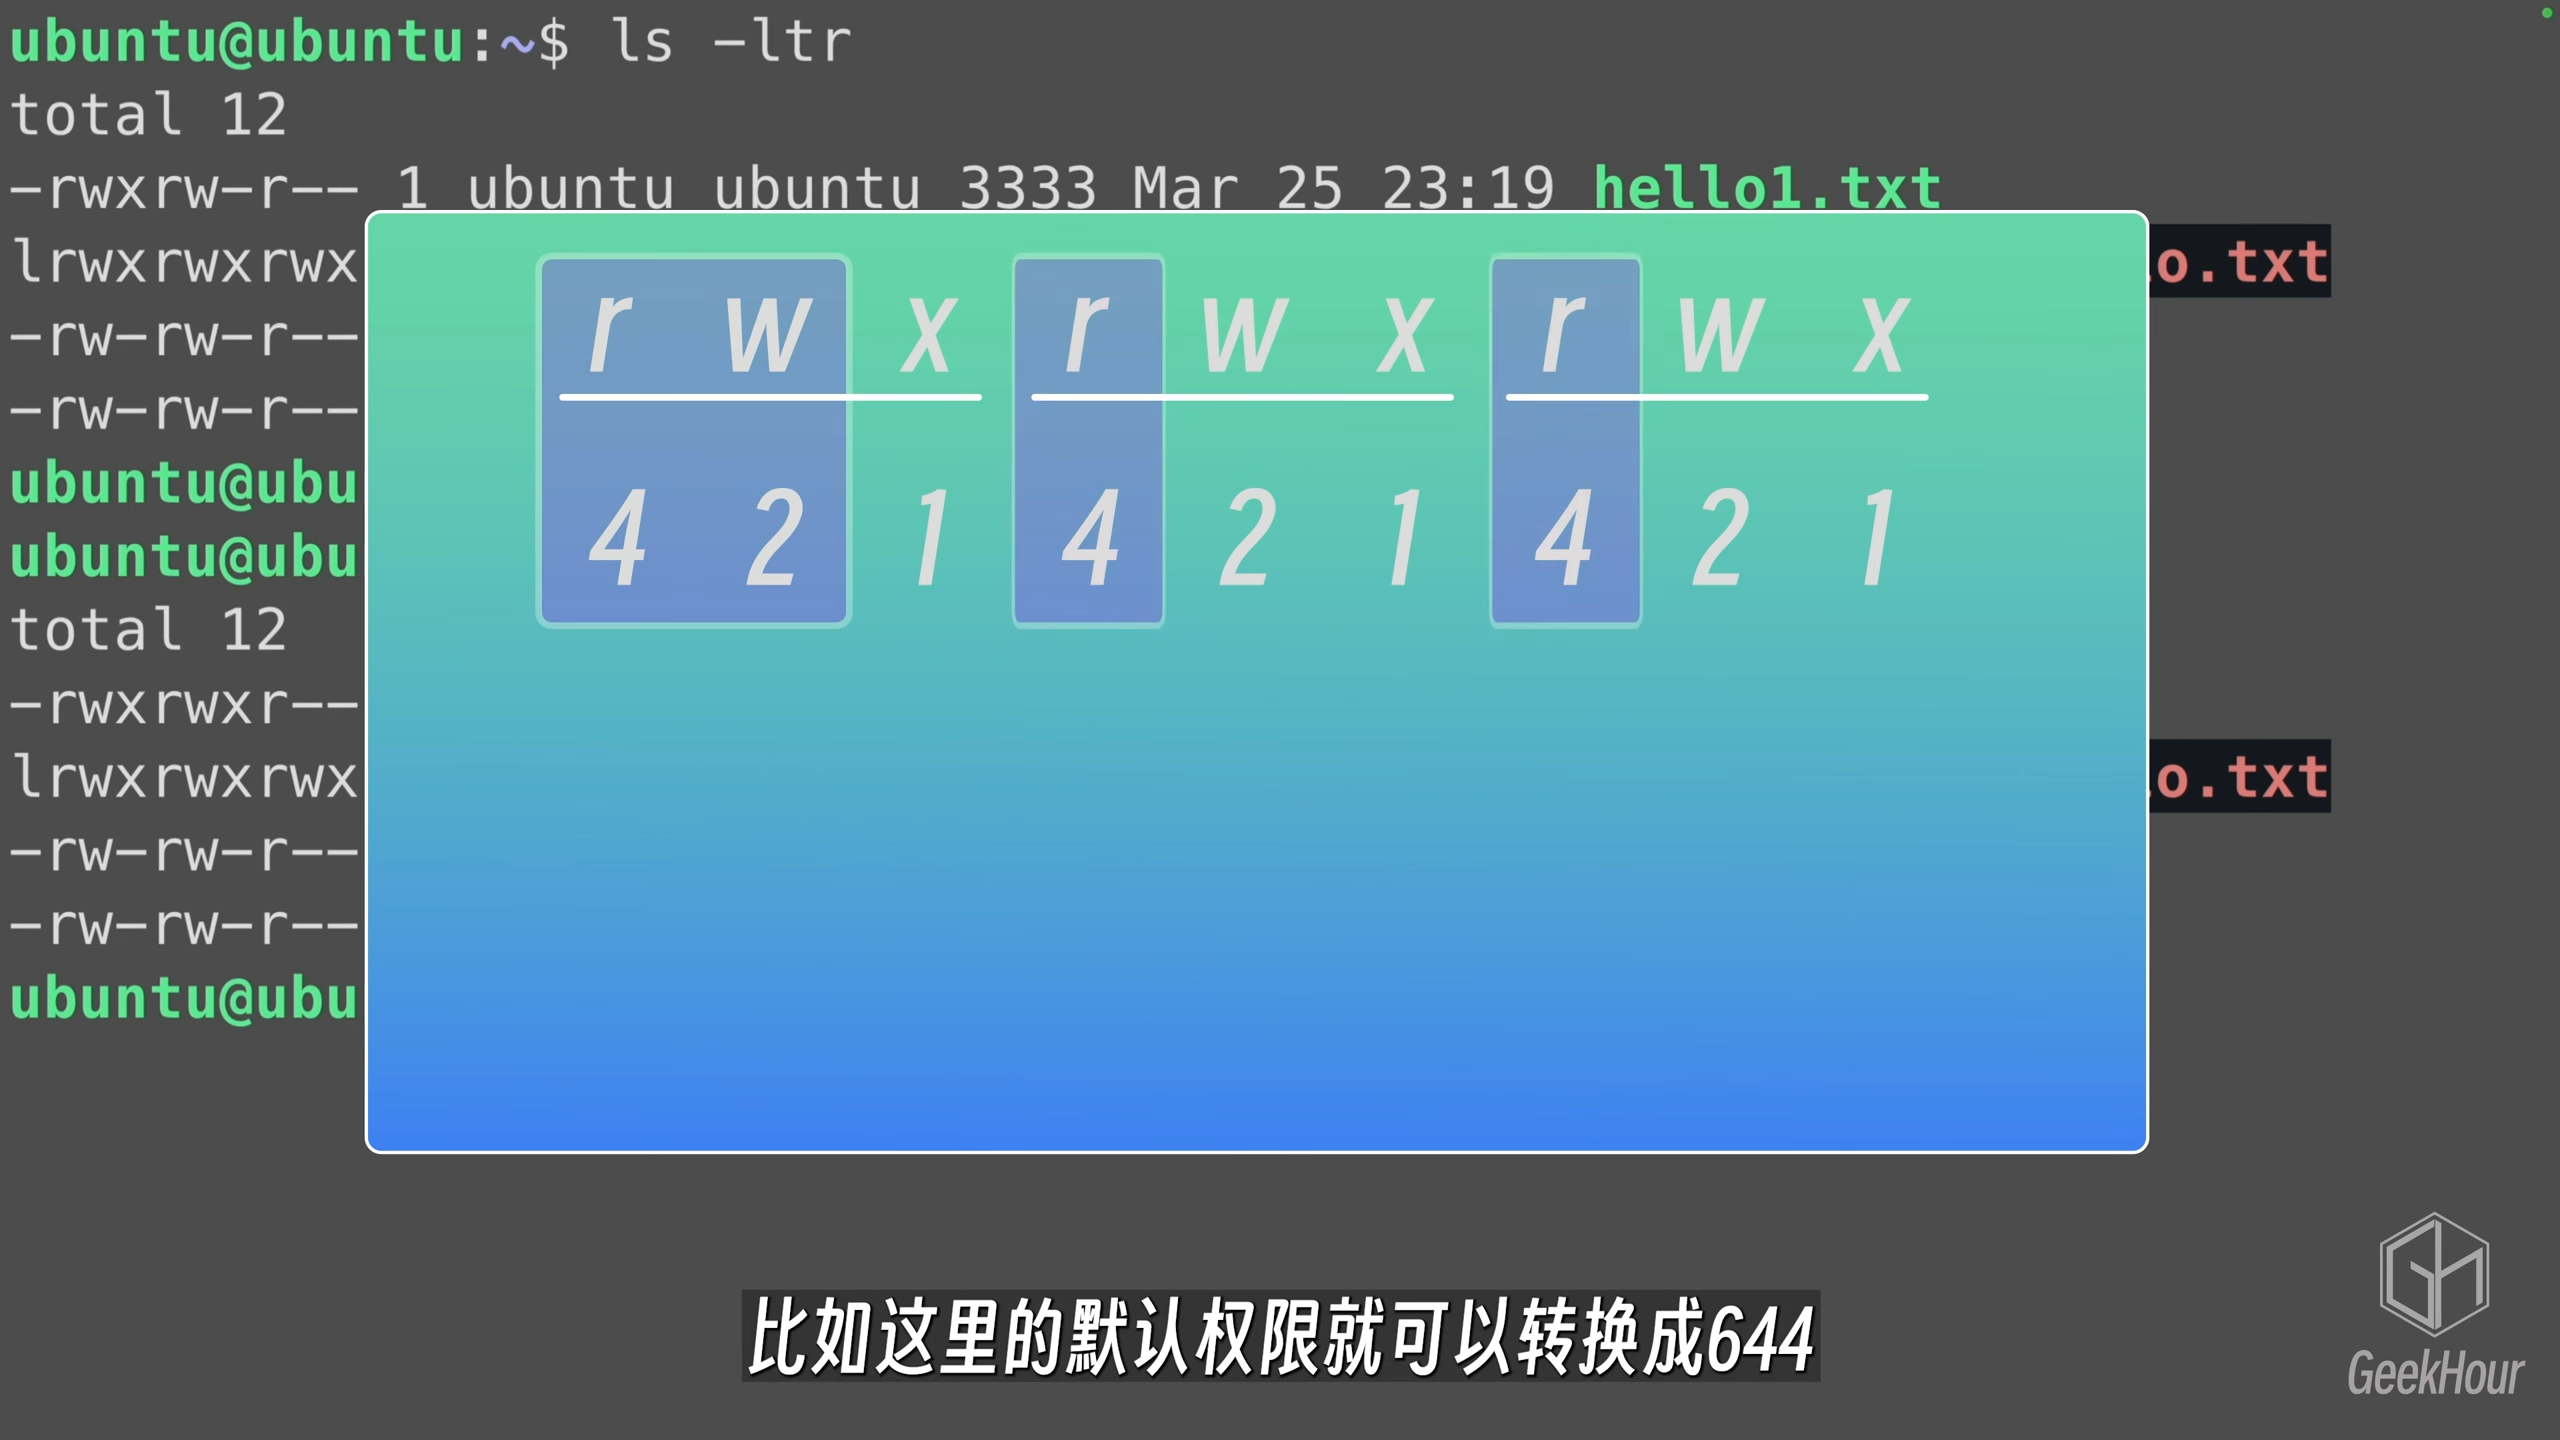 ubuntu@ubuntu:~$ ls -ltr
total 12
-rwxrw-r-- 1 ubuntu ubuntu 3333 Mar 25 23:19 hello1.txt
lrwxrwxrwx o.txt
-rw-rw-r--
-rw-rw-r--
ubuntu@ubu
ubuntu@ubu
total 12
-rwxrwxr--
lrwxrwxrwx o.txt
-rw-rw-r--
-rw-rw-r--
ubuntu@ubu
r w x r w x r w x
4 2 1 4 2 1 4 2 1
比如这里的默认权限就可以转换成644
GH
GeekHour